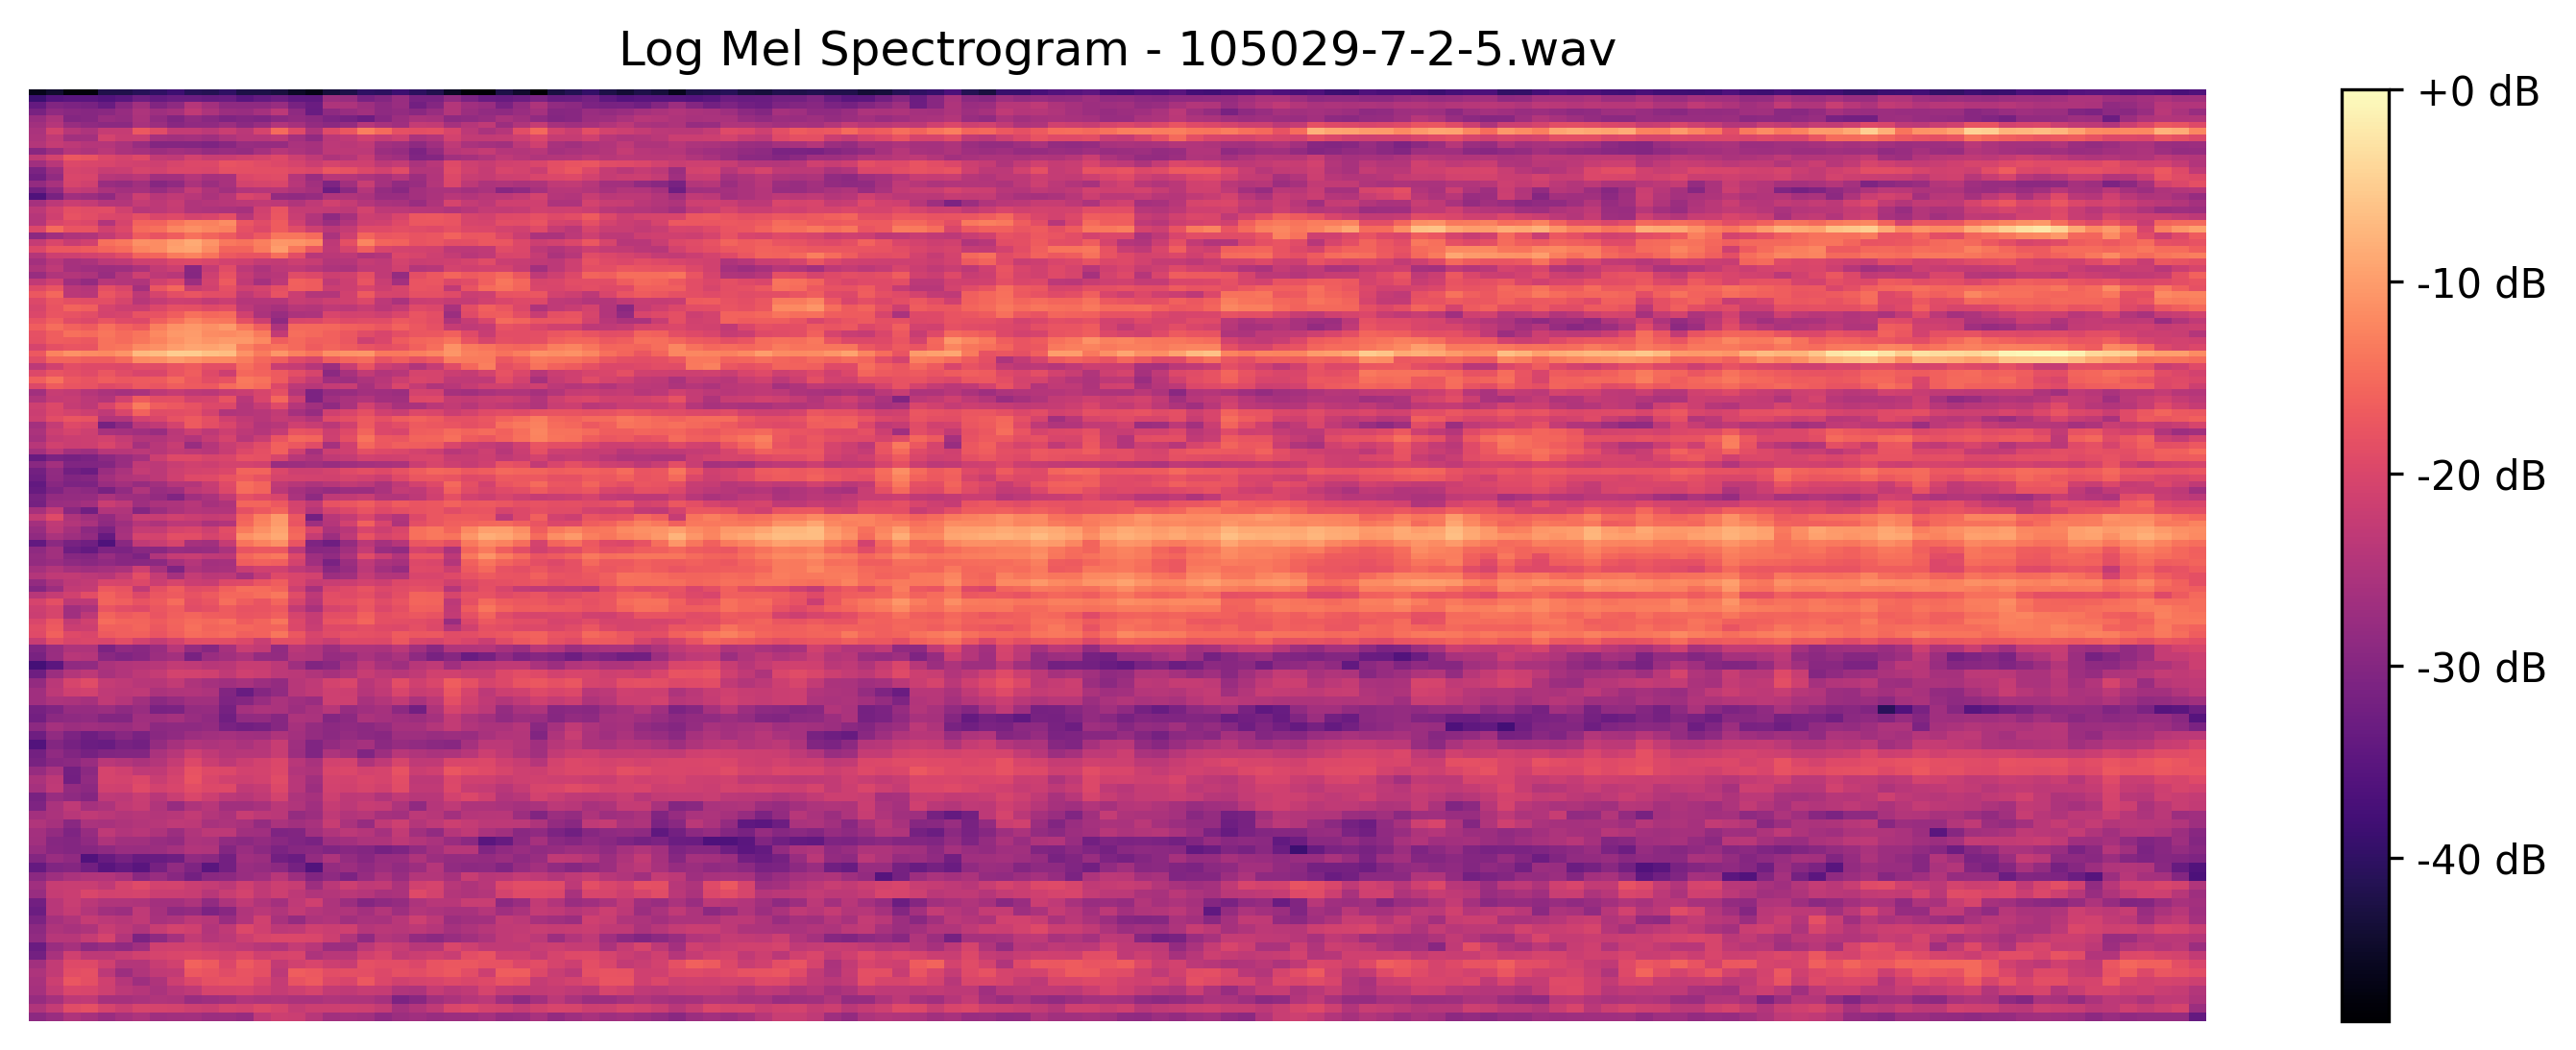 Log Mel Spectrogram - 105029-7-2-5.wav
+0 dB
-10 dB
-20 dB
-30 dB
-40 dB